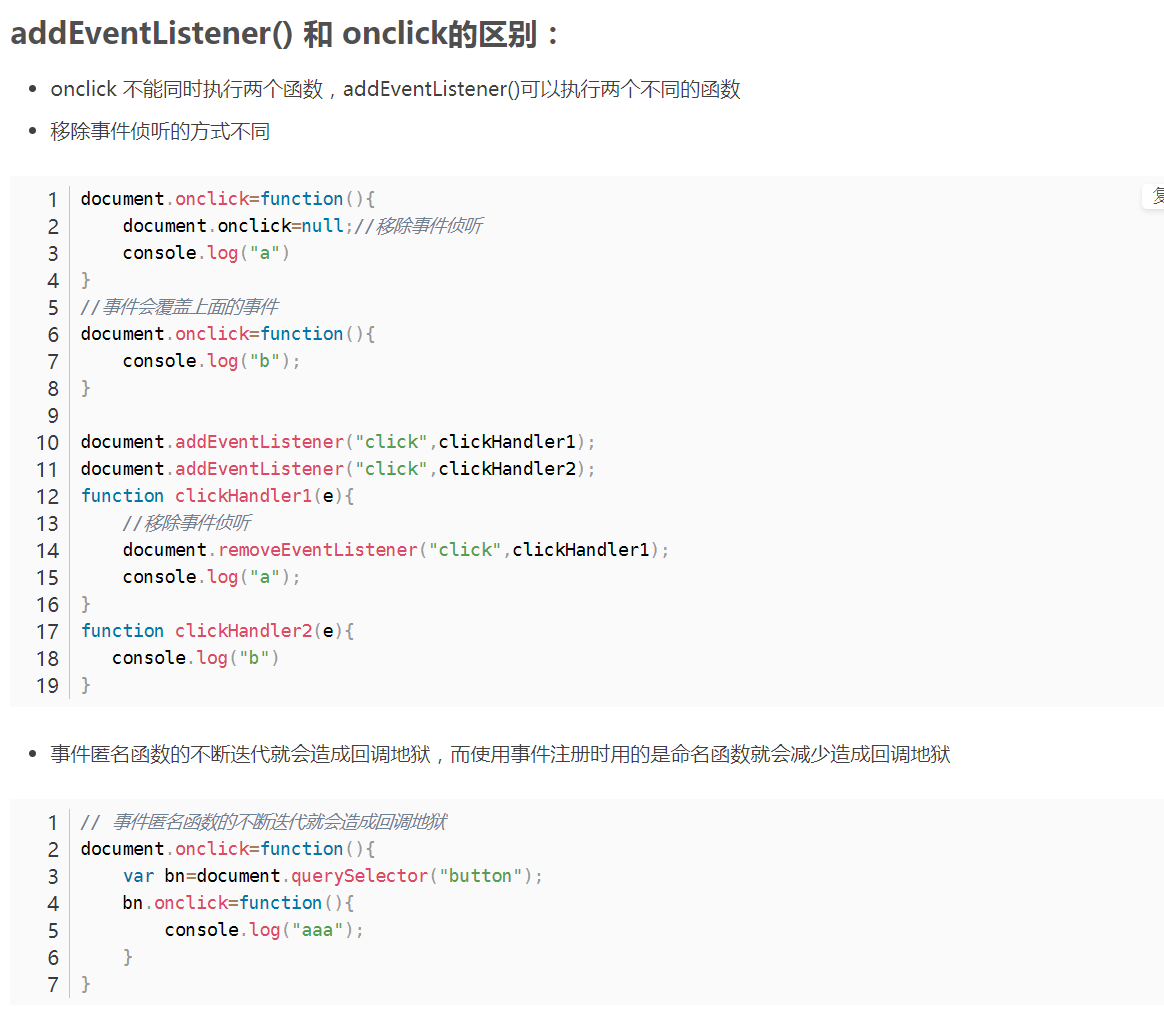 addEventListener() 和 onclick的区别：
onclick 不能同时执行两个函数，addEventListener()可以执行两个不同的函数
移除事件侦听的方式不同
复
1 document.onclick=function(){
2     document.onclick=null;//移除事件侦听
3     console.log("a")
4 }
5 //事件会覆盖上面的事件
6 document.onclick=function(){
7     console.log("b");
8 }
9
10 document.addEventListener("click",clickHandler1);
11 document.addEventListener("click",clickHandler2);
12 function clickHandler1(e){
13     //移除事件侦听
14     document.removeEventListener("click",clickHandler1);
15     console.log("a");
16 }
17 function clickHandler2(e){
18    console.log("b")
19 }
事件匿名函数的不断迭代就会造成回调地狱，而使用事件注册时用的是命名函数就会减少造成回调地狱
1 // 事件匿名函数的不断迭代就会造成回调地狱
2 document.onclick=function(){
3     var bn=document.querySelector("button");
4     bn.onclick=function(){
5         console.log("aaa");
6     }
7 }